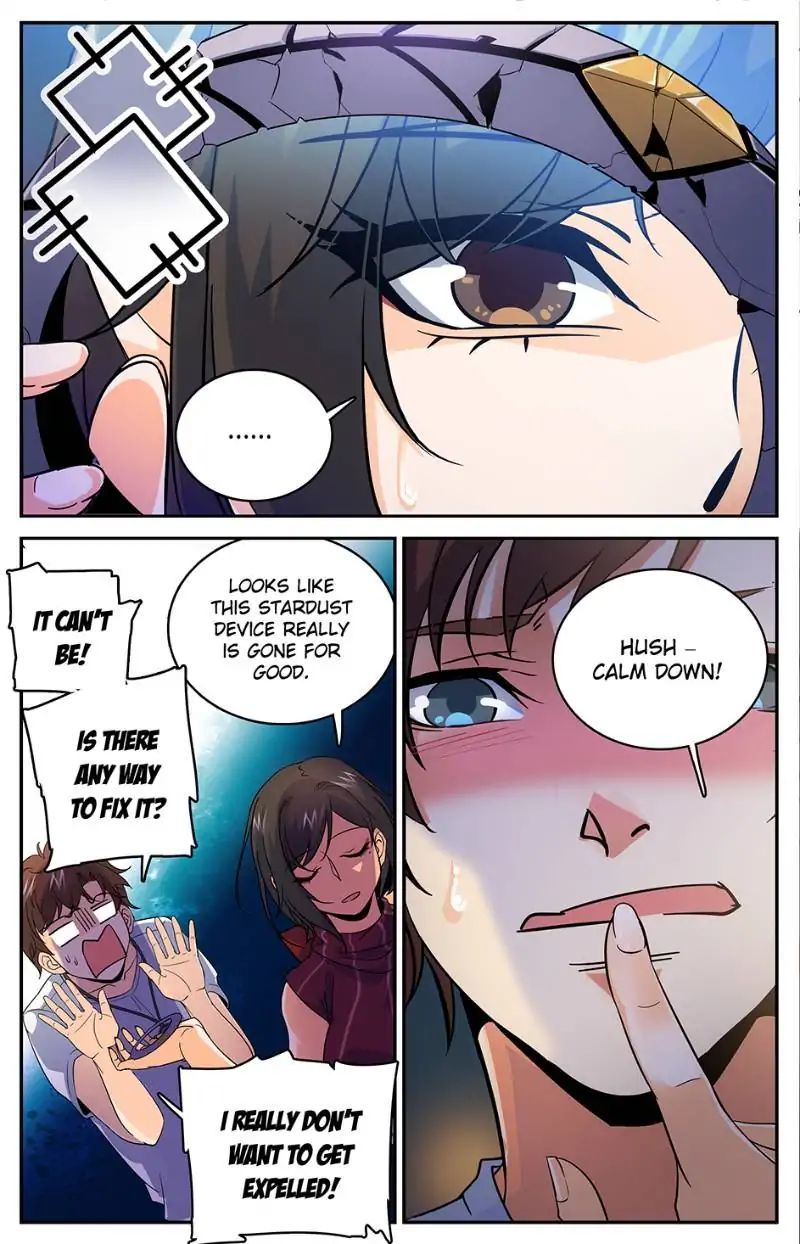 ......
IT CAN'T
BE!
LOOKS LIKE
THIS STARDUST
DEVICE REALLY
IS GONE FOR
GOOD.
IS THERE
ANY WAY
TO FIX IT?
I REALLY DON'T
WANT TO GET
EXPELLED!
HUSH –
CALM DOWN!